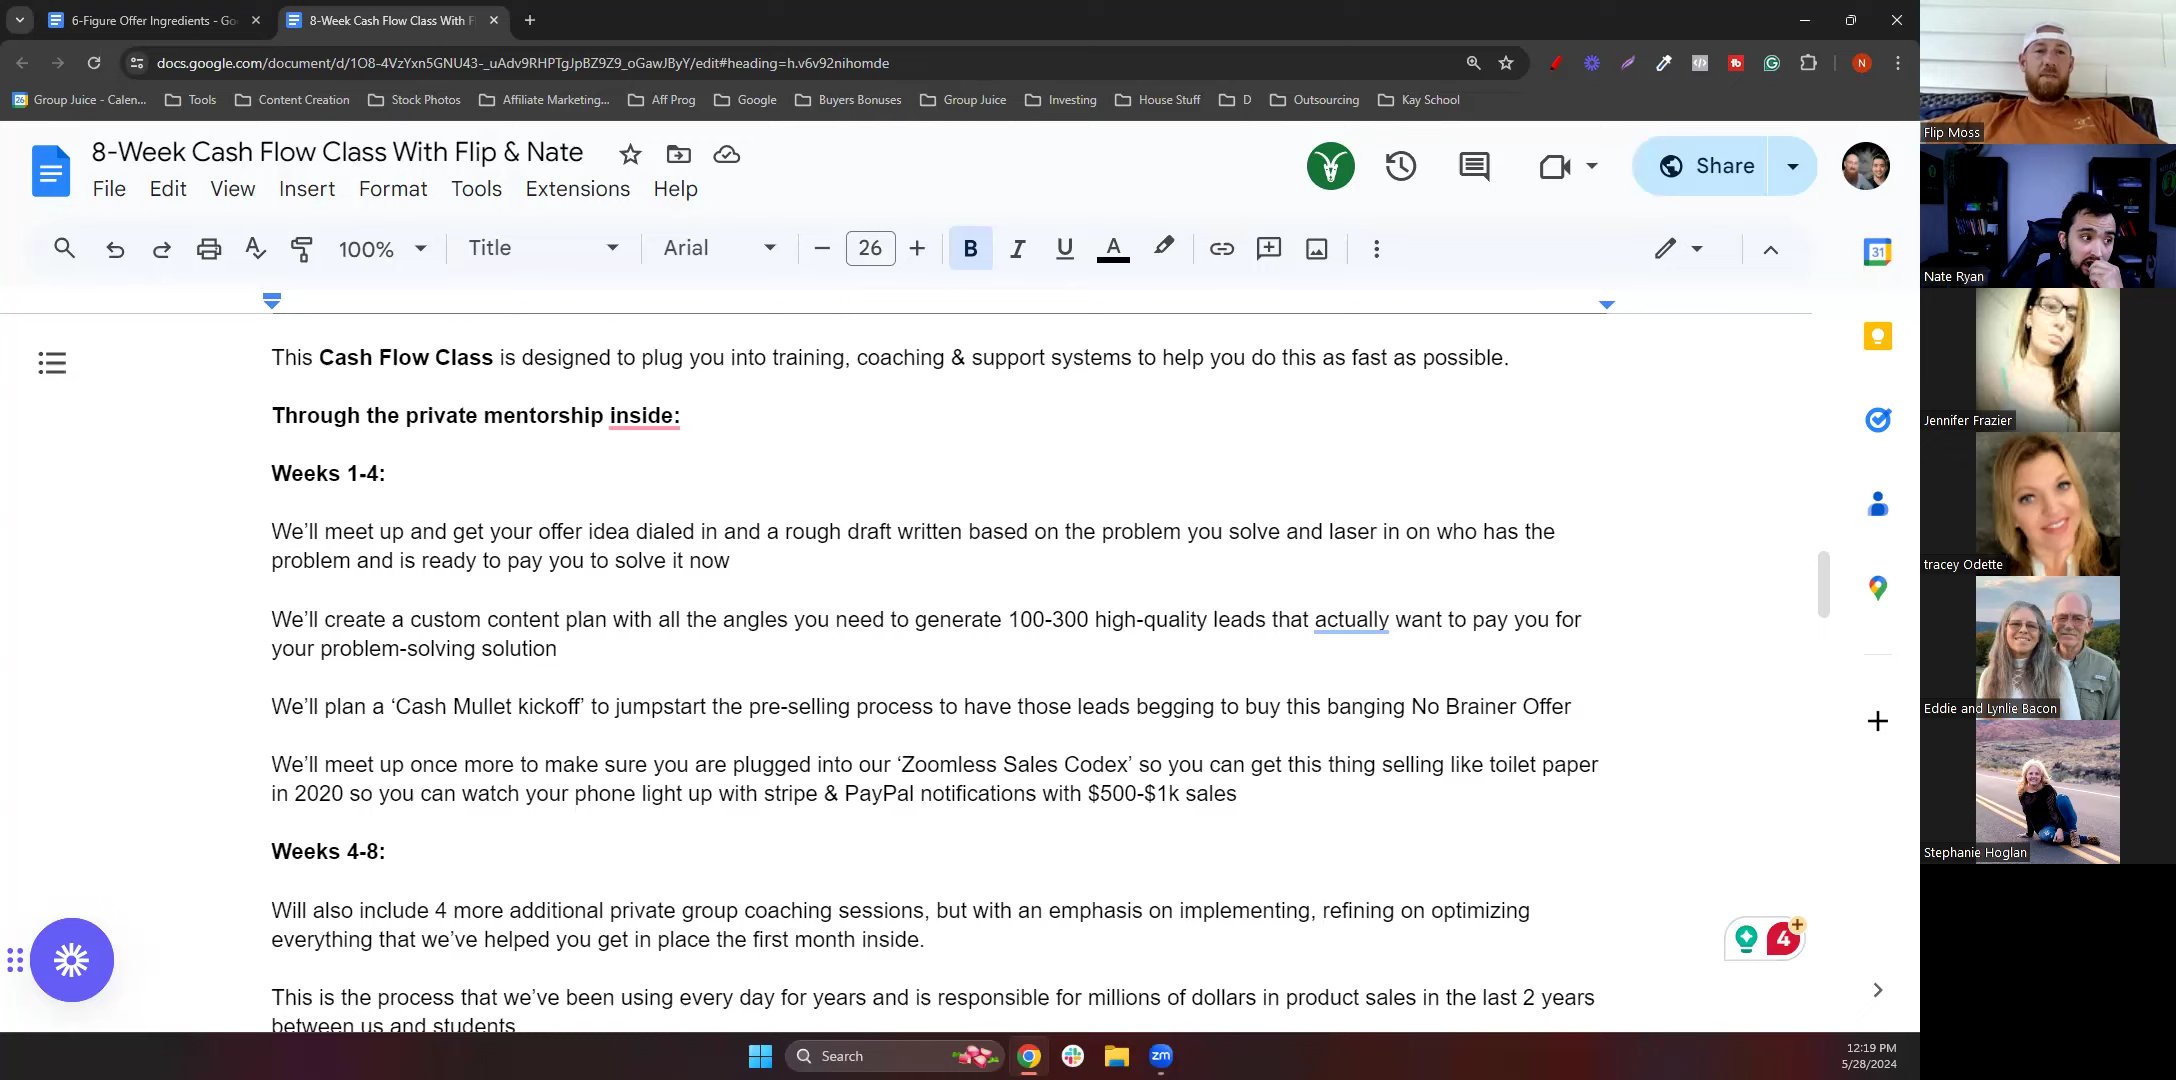 6-Figure Offer Ingredients - Go
8-Week Cash Flow Class With F
docs.google.com/document/d/1O8-4VzYxn5GNU43-_uAdv9RHPTgJpBZ9Z9_oGawJByY/edit#heading=h.v6v92nihomde
N
Group Juice - Calen...
Tools
Content Creation
Stock Photos
Affiliate Marketing...
Aff Prog
Google
Buyers Bonuses
Group Juice
Investing
House Stuff
D
Outsourcing
Kay School
8-Week Cash Flow Class With Flip & Nate
Share
File Edit View Insert Format Tools Extensions Help
100% Title Arial 26 B I U A
31
This Cash Flow Class is designed to plug you into training, coaching & support systems to help you do this as fast as possible.
Through the private mentorship inside:
Weeks 1-4:
We’ll meet up and get your offer idea dialed in and a rough draft written based on the problem you solve and laser in on who has the
problem and is ready to pay you to solve it now
We’ll create a custom content plan with all the angles you need to generate 100-300 high-quality leads that actually want to pay you for
your problem-solving solution
We’ll plan a ‘Cash Mullet kickoff’ to jumpstart the pre-selling process to have those leads begging to buy this banging No Brainer Offer
We’ll meet up once more to make sure you are plugged into our ‘Zoomless Sales Codex’ so you can get this thing selling like toilet paper
in 2020 so you can watch your phone light up with stripe & PayPal notifications with $500-$1k sales
Weeks 4-8:
Will also include 4 more additional private group coaching sessions, but with an emphasis on implementing, refining on optimizing
everything that we’ve helped you get in place the first month inside.
This is the process that we’ve been using every day for years and is responsible for millions of dollars in product sales in the last 2 years
between us and students
4
Flip Moss
Nate Ryan
Jennifer Frazier
tracey Odette
Eddie and Lynlie Bacon
Stephanie Hoglan
Search
zm
12:19 PM
5/28/2024